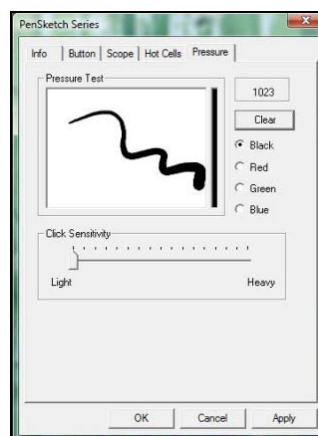 PenSketch Series
Info Button Scope Hot Cells Pressure
Pressure Test
1023
Clear
Black
Red
Green
Blue
Click Sensitivity
Light Heavy
OK Cancel Apply